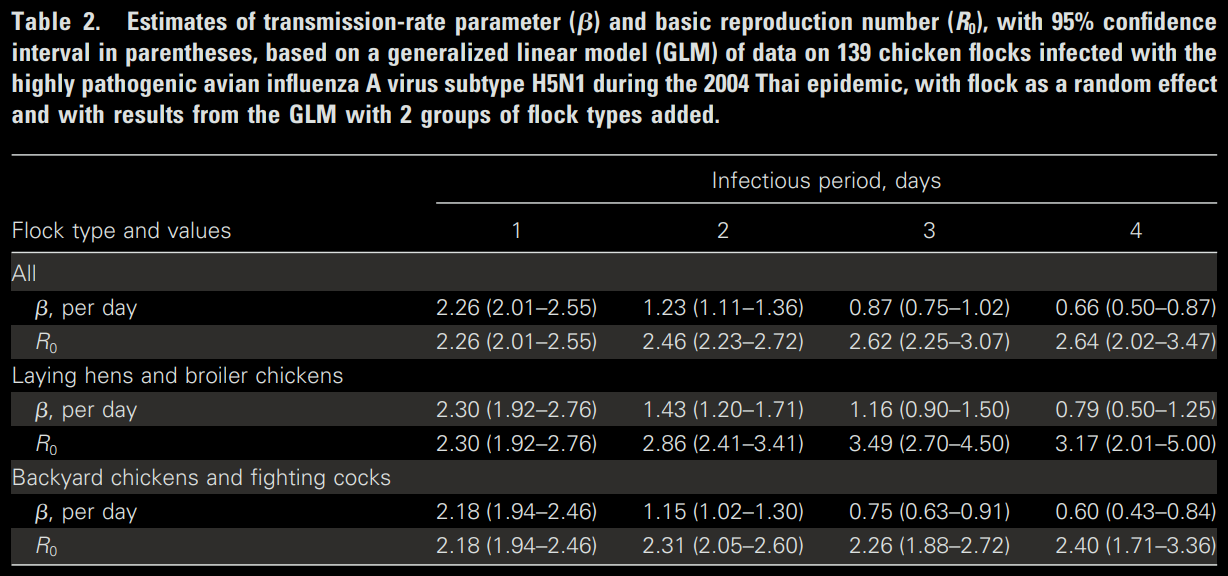 Table 2. Estimates of transmission-rate parameter (β) and basic reproduction number (R₀), with 95% confidence
interval in parentheses, based on a generalized linear model (GLM) of data on 139 chicken flocks infected with the
highly pathogenic avian influenza A virus subtype H5N1 during the 2004 Thai epidemic, with flock as a random effect
and with results from the GLM with 2 groups of flock types added.
Infectious period, days
Flock type and values 1 2 3 4
All
β, per day 2.26 (2.01–2.55) 1.23 (1.11–1.36) 0.87 (0.75–1.02) 0.66 (0.50–0.87)
R₀ 2.26 (2.01–2.55) 2.46 (2.23–2.72) 2.62 (2.25–3.07) 2.64 (2.02–3.47)
Laying hens and broiler chickens
β, per day 2.30 (1.92–2.76) 1.43 (1.20–1.71) 1.16 (0.90–1.50) 0.79 (0.50–1.25)
R₀ 2.30 (1.92–2.76) 2.86 (2.41–3.41) 3.49 (2.70–4.50) 3.17 (2.01–5.00)
Backyard chickens and fighting cocks
β, per day 2.18 (1.94–2.46) 1.15 (1.02–1.30) 0.75 (0.63–0.91) 0.60 (0.43–0.84)
R₀ 2.18 (1.94–2.46) 2.31 (2.05–2.60) 2.26 (1.88–2.72) 2.40 (1.71–3.36)